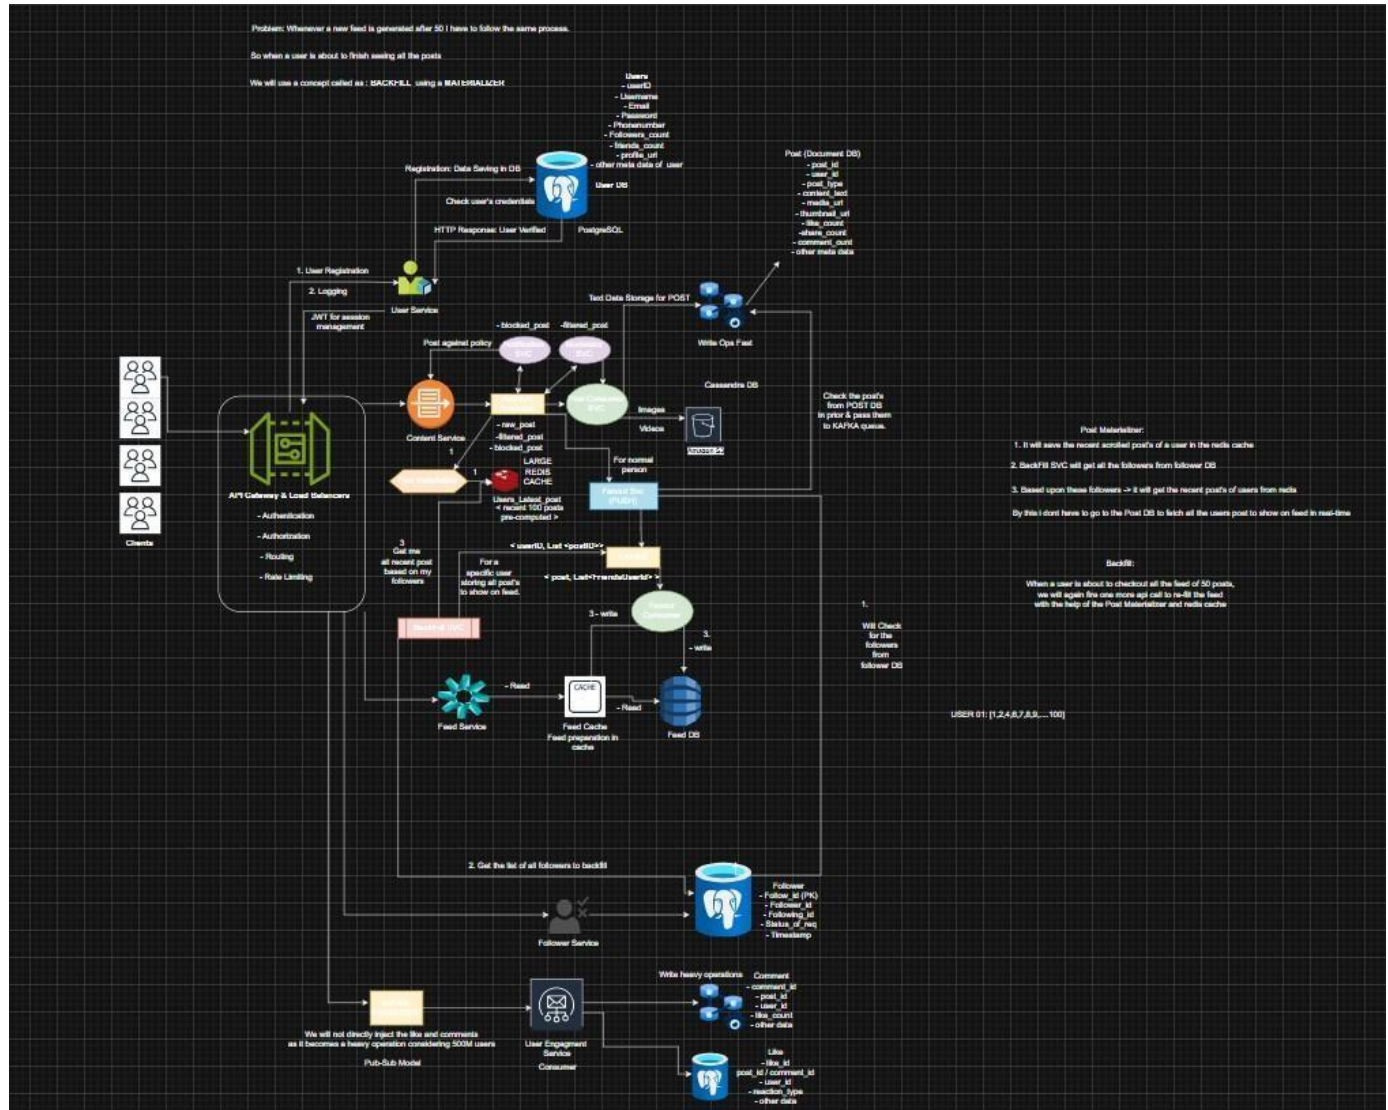 Problem: Whenever a new feed is generated after 50 I have to follow the same process.
So when a user is about to finish seeing all the posts
We will use a concept called as : BACKFILL using a MATERIALIZER
Users
- userID
- Username
- Email
- Password
- Phonenumber
- Followers_count
- friends_count
- profile_url
- other meta data of user
User DB
PostgreSQL
Registration: Data Saving in DB
Check user's credentials
HTTP Response: User Verified
1. User Registration
2. Logging
JWT for session
management
User Service
Post (Document DB)
- post_id
- user_id
- post_type
- content_text
- media_url
- thumbnail_url
- like_count
-share_count
- comment_ount
- other meta data
Text Data Storage for POST
Write Ops Fast
Cassandra DB
- blocked_post
-filtered_post
Post against policy
SVC
SVC
SVC
Content Service
- raw_post
-filtered_post
- blocked_post
Images
Videos
Amazon S3
Check the post's
from POST DB
in prior & pass them
to KAFKA queue.
Clients
API Gateway & Load Balancers
- Authentication
- Authorization
- Routing
- Rate Limiting
1
1
LARGE
REDIS
CACHE
Users_Latest_post
< recent 100 posts
pre-computed >
For normal
person
Fanout Svc
(PUSH)
3
Get me
all recent post
based on my
followers
For a
specific user
storing all post's
to show on feed.
< userID, List <postID>>
< post, List<FriendsUserId> >
Post Materializer:
1. It will save the recent scrolled post's of a user in the redis cache
2. BackFill SVC will get all the followers from follower DB
3. Based upon these followers -> it will get the recent post's of users from redis
By this i dont have to go to the Post DB to fetch all the users post to show on feed in real-time
Backfill:
When a user is about to checkout all the feed of 50 posts,
we will again fire one more api call to re-fill the feed
with the help of the Post Materializer and redis cache
1.
Will Check
for the
followers
from
follower DB
BackFill SVC
Consumer
3 - write
3.
- write
- Read
- Read
CACHE
Feed Service
Feed Cache
Feed preparation in
cache
Feed DB
USER 01: [1,2,4,6,7,8,9,....100]
2. Get the list of all followers to backfill
Follower Service
Follower
- Follow_id (PK)
- Follower_id
- Following_id
- Status_of_req
- Timestamp
Write heavy operations
Comment
- comment_id
- post_id
- user_id
- like_count
- other data
We will not directly inject the like and comments
as it becomes a heavy operation considering 500M users
Pub-Sub Model
User Engagment
Service
Consumer
Like
- like_id
post_id / comment_id
- user_id
- reaction_type
- other data